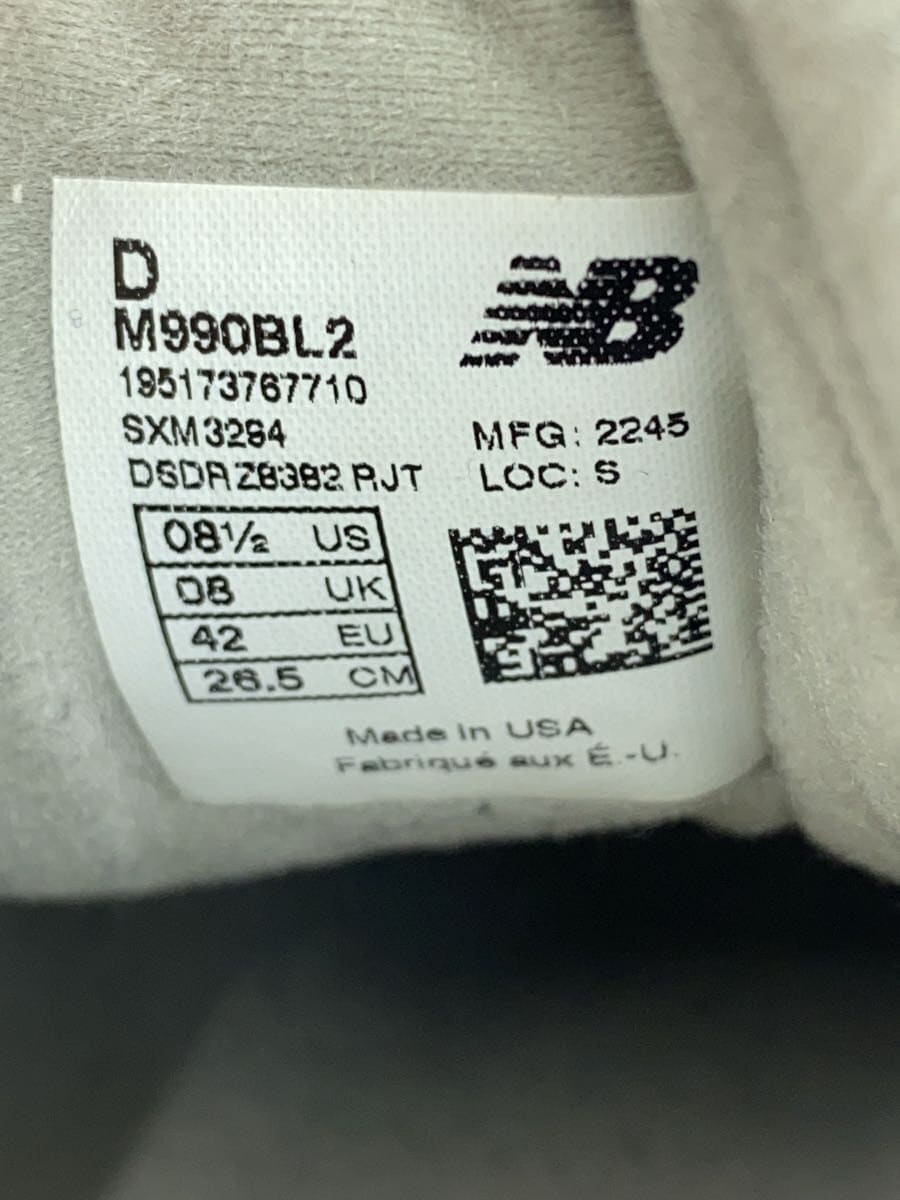 D
NB
M990BL2
195173767710
SXM3284
MFG: 2245
DSDRZ8382 RJT
LOC: S
08½ US
08 UK
42 EU
26.5 CM
Made in USA
Fabriqué aux É.-U.